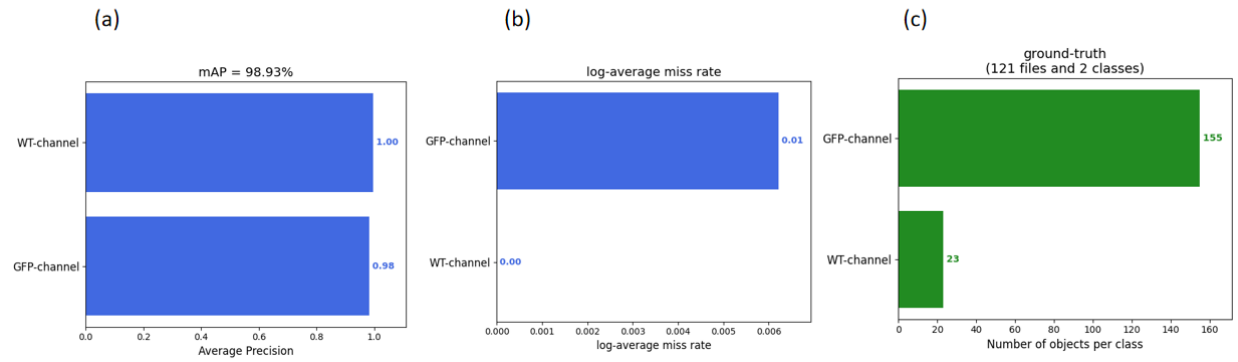 (a)
mAP = 98.93%
WT-channel
1.00
GFP-channel
0.98
0.0 0.2 0.4 0.6 0.8 1.0
Average Precision
(b)
log-average miss rate
GFP-channel
0.01
WT-channel
0.00
0.000 0.001 0.002 0.003 0.004 0.005 0.006
log-average miss rate
(c)
ground-truth
(121 files and 2 classes)
GFP-channel
155
WT-channel
23
0 20 40 60 80 100 120 140 160
Number of objects per class